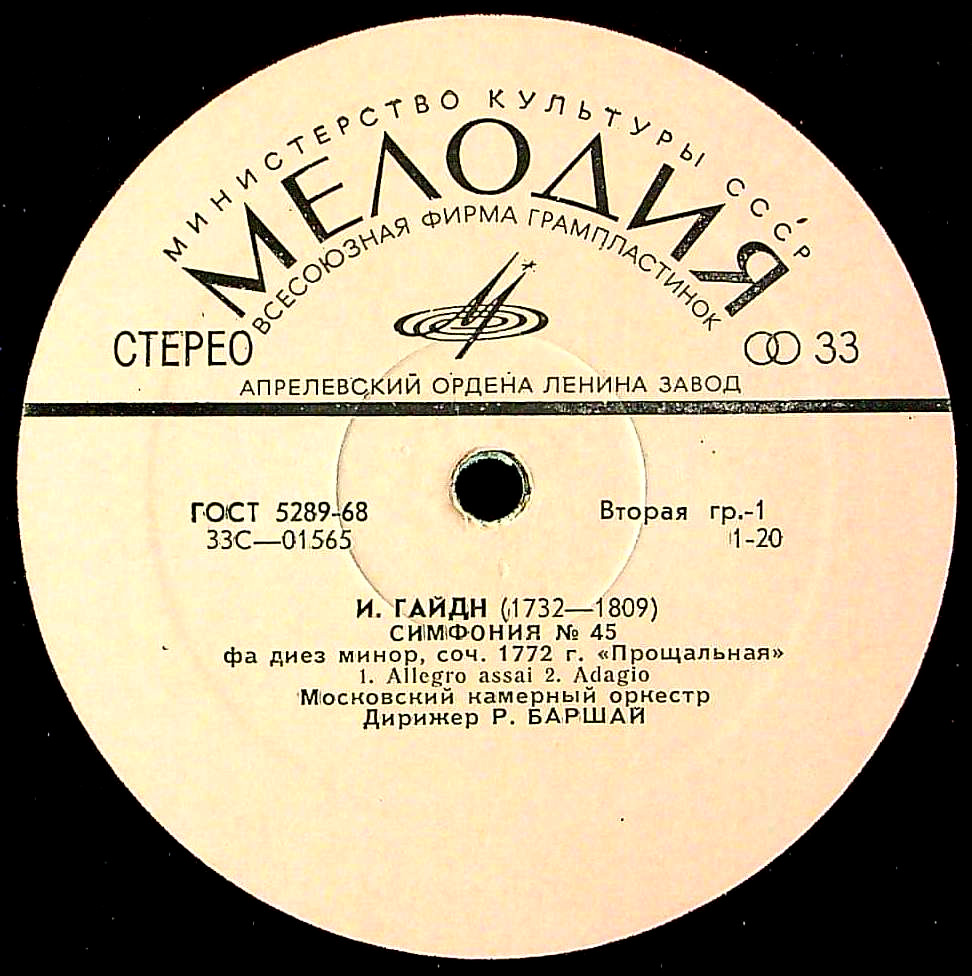 МИНИСТЕРСТВО КУЛЬТУРЫ СССР
МЕЛОДИЯ
ВСЕСОЮЗНАЯ ФИРМА ГРАМПЛАСТИНОК
СТЕРЕО
33
АПРЕЛЕВСКИЙ ОРДЕНА ЛЕНИНА ЗАВОД
ГОСТ 5289-68
Вторая гр.-1
33С—01565
1-20
И. ГАЙДН (1732—1809)
СИМФОНИЯ № 45
фа диез минор, соч. 1772 г. «Прощальная»
1. Allegro assai 2. Adagio
Московский камерный оркестр
Дирижер Р. БАРШАЙ